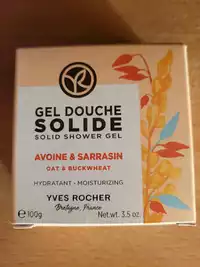 GEL DOUCHE
SOLIDE
SOLID SHOWER GEL
AVOINE & SARRASIN
OAT & BUCKWHEAT
HYDRATANT • MOISTURIZING
YVES ROCHER
Bretagne, France
℮100g
Net.wt. 3.5 oz.